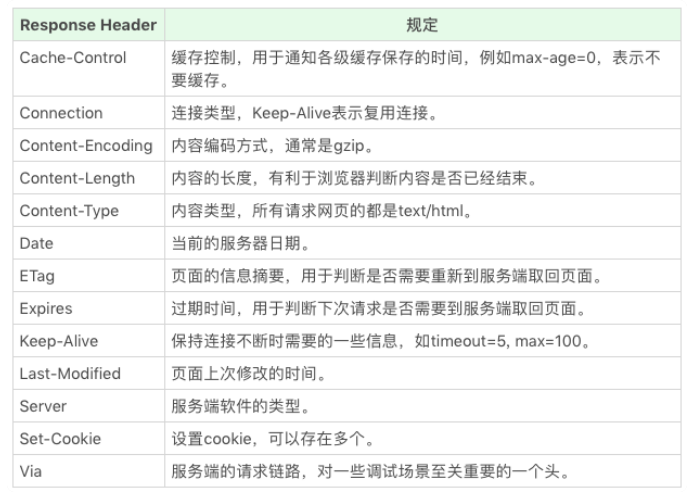 Response Header 规定
Cache-Control 缓存控制，用于通知各级缓存保存的时间，例如max-age=0，表示不
要缓存。
Connection 连接类型，Keep-Alive表示复用连接。
Content-Encoding 内容编码方式，通常是gzip。
Content-Length 内容的长度，有利于浏览器判断内容是否已经结束。
Content-Type 内容类型，所有请求网页的都是text/html。
Date 当前的服务器日期。
ETag 页面的信息摘要，用于判断是否需要重新到服务端取回页面。
Expires 过期时间，用于判断下次请求是否需要到服务端取回页面。
Keep-Alive 保持连接不断时需要的一些信息，如timeout=5, max=100。
Last-Modified 页面上次修改的时间。
Server 服务端软件的类型。
Set-Cookie 设置cookie，可以存在多个。
Via 服务端的请求链路，对一些调试场景至关重要的一个头。